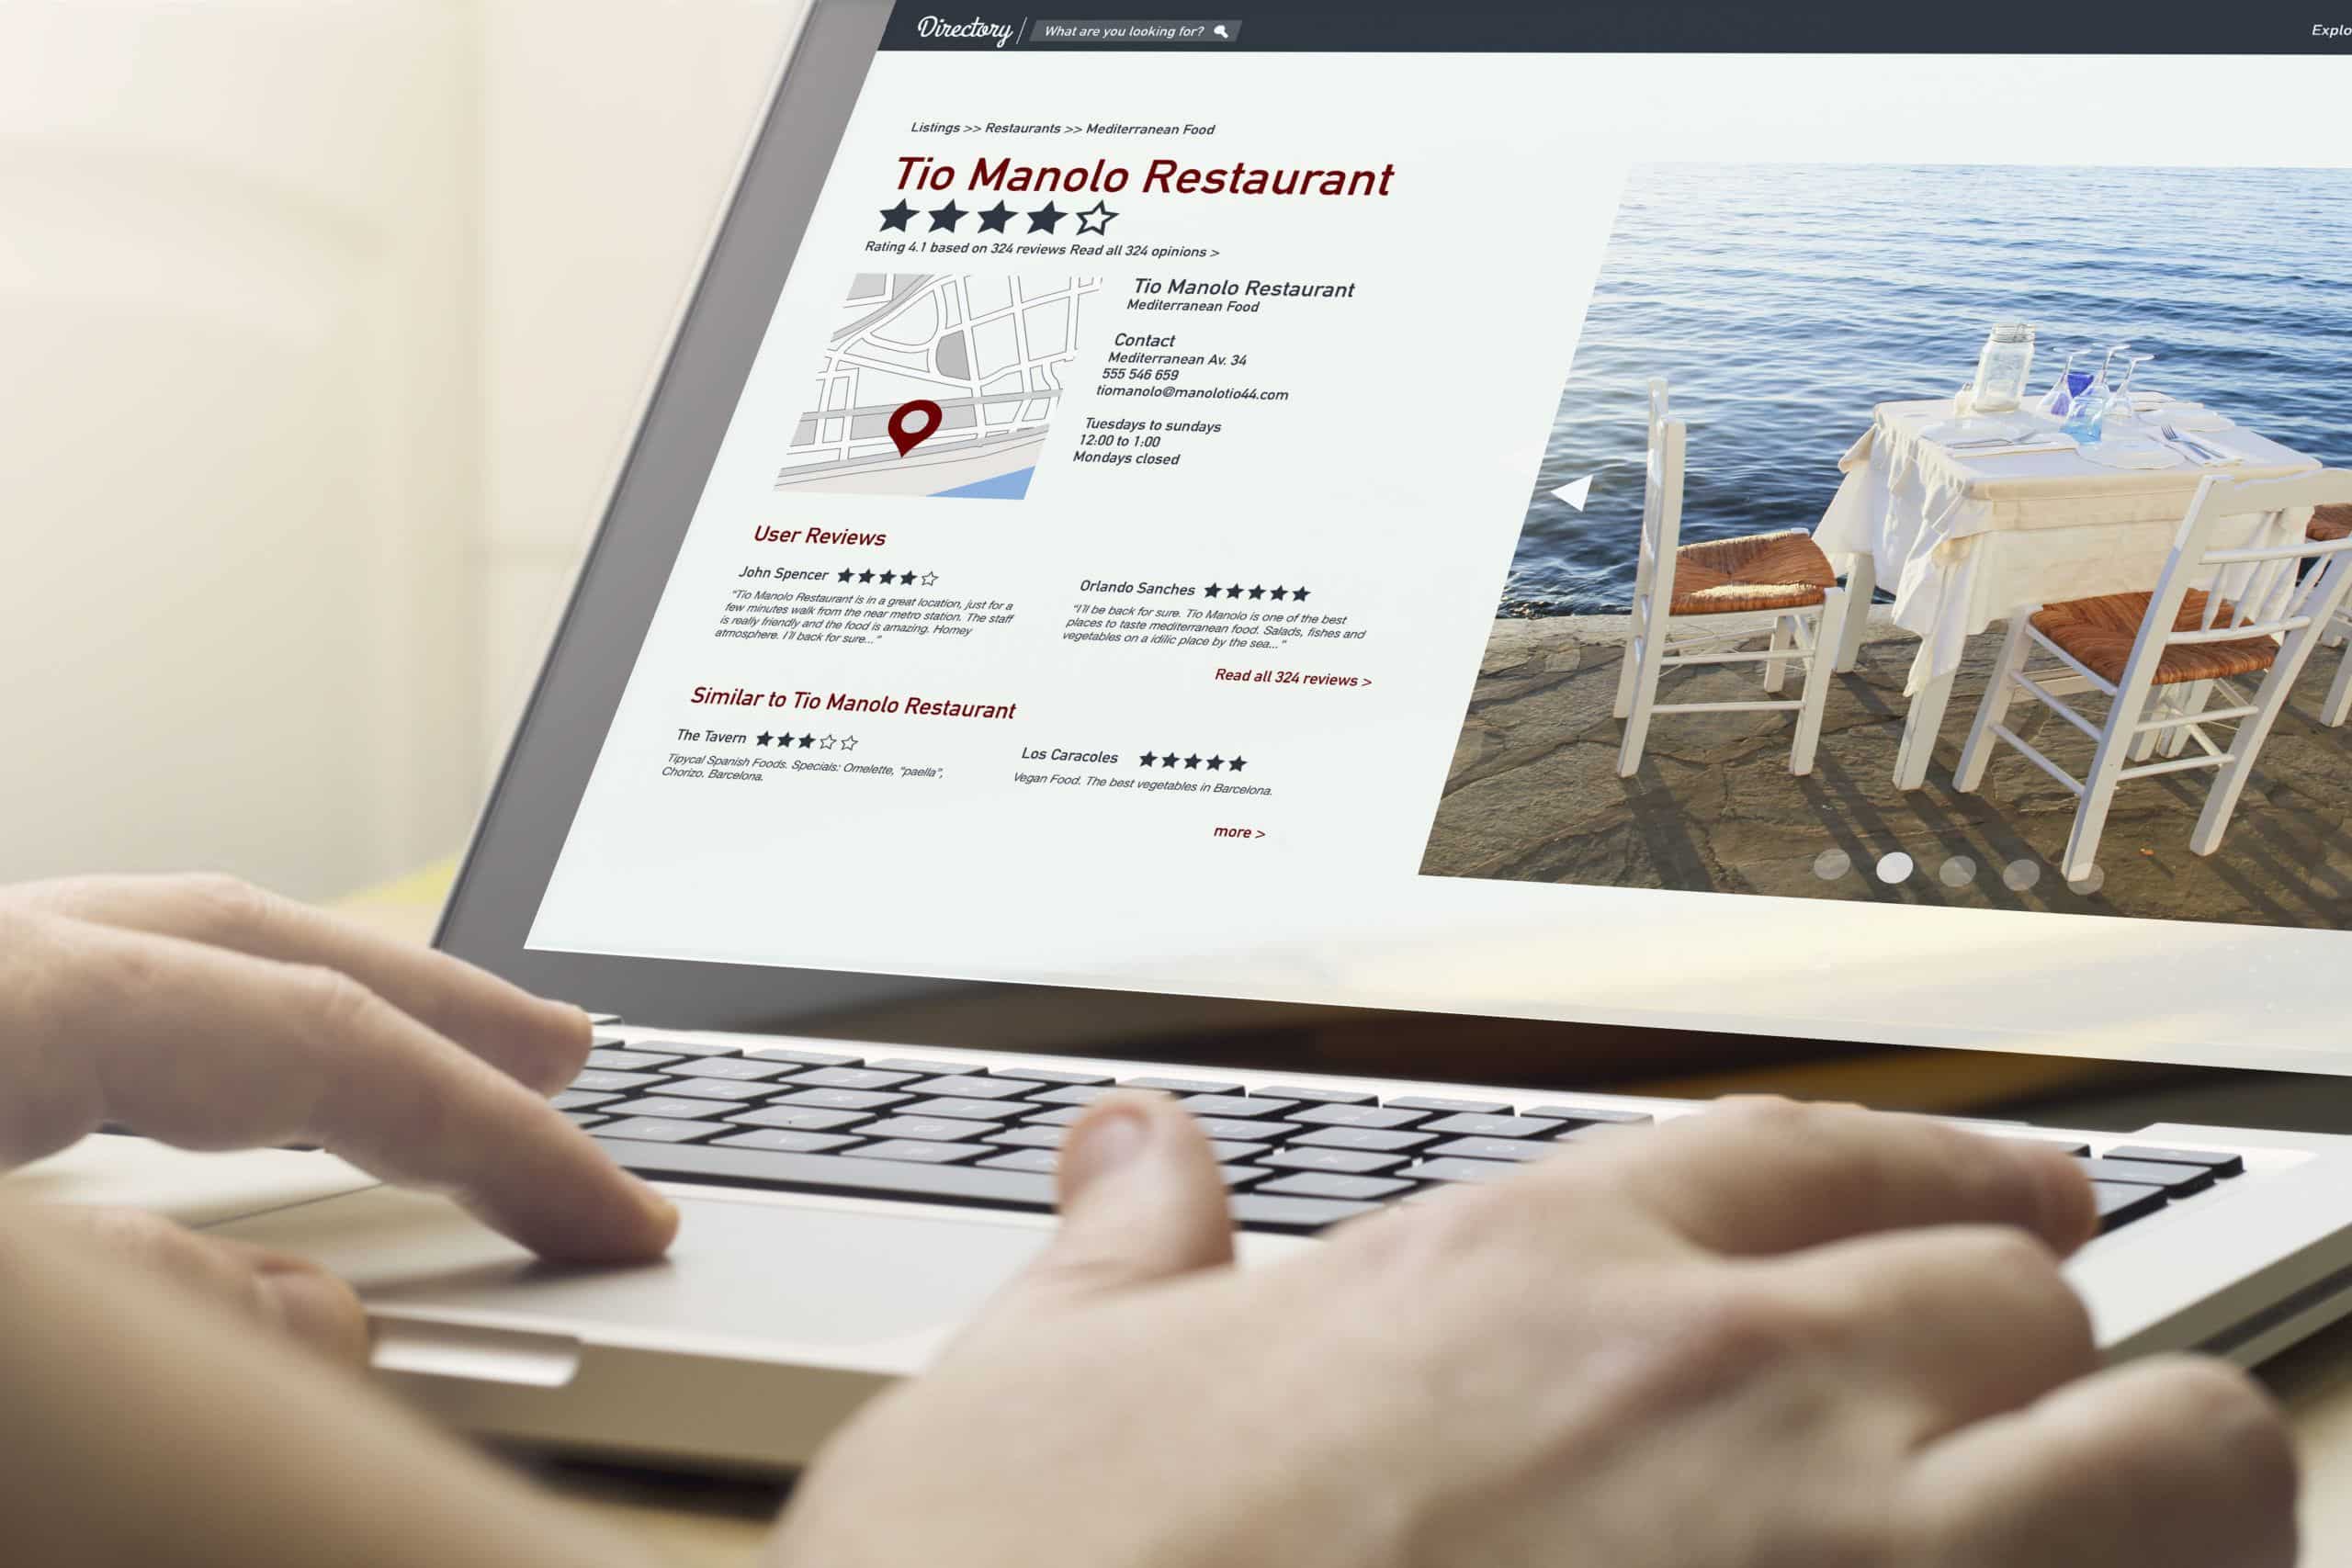 Directory
What are you looking for?
Explo
Listings >> Restaurants >> Mediterranean Food
Tio Manolo Restaurant
Rating 4.1 based on 324 reviews Read all 324 opinions >
Tio Manolo Restaurant
Mediterranean Food
Contact
Mediterranean Av. 34
555 546 659
tiomanolo@manolotio44.com
Tuesdays to sundays
12:00 to 1:00
Mondays closed
User Reviews
John Spencer
"Tio Manolo Restaurant is in a great location, just for a
few minutes walk from the near metro station. The staff
is really friendly and the food is amazing. Homey
atmosphere. I'll back for sure..."
Orlando Sanches
"I'll be back for sure. Tio Manolo is one of the best
places to taste mediterranean food. Salads, fishes and
vegetables on a idilic place by the sea..."
Read all 324 reviews >
Similar to Tio Manolo Restaurant
The Tavern
Tipycal Spanish Foods. Specials: Omelette, "paella",
Chorizo. Barcelona.
Los Caracoles
Vegan Food. The best vegetables in Barcelona.
more >